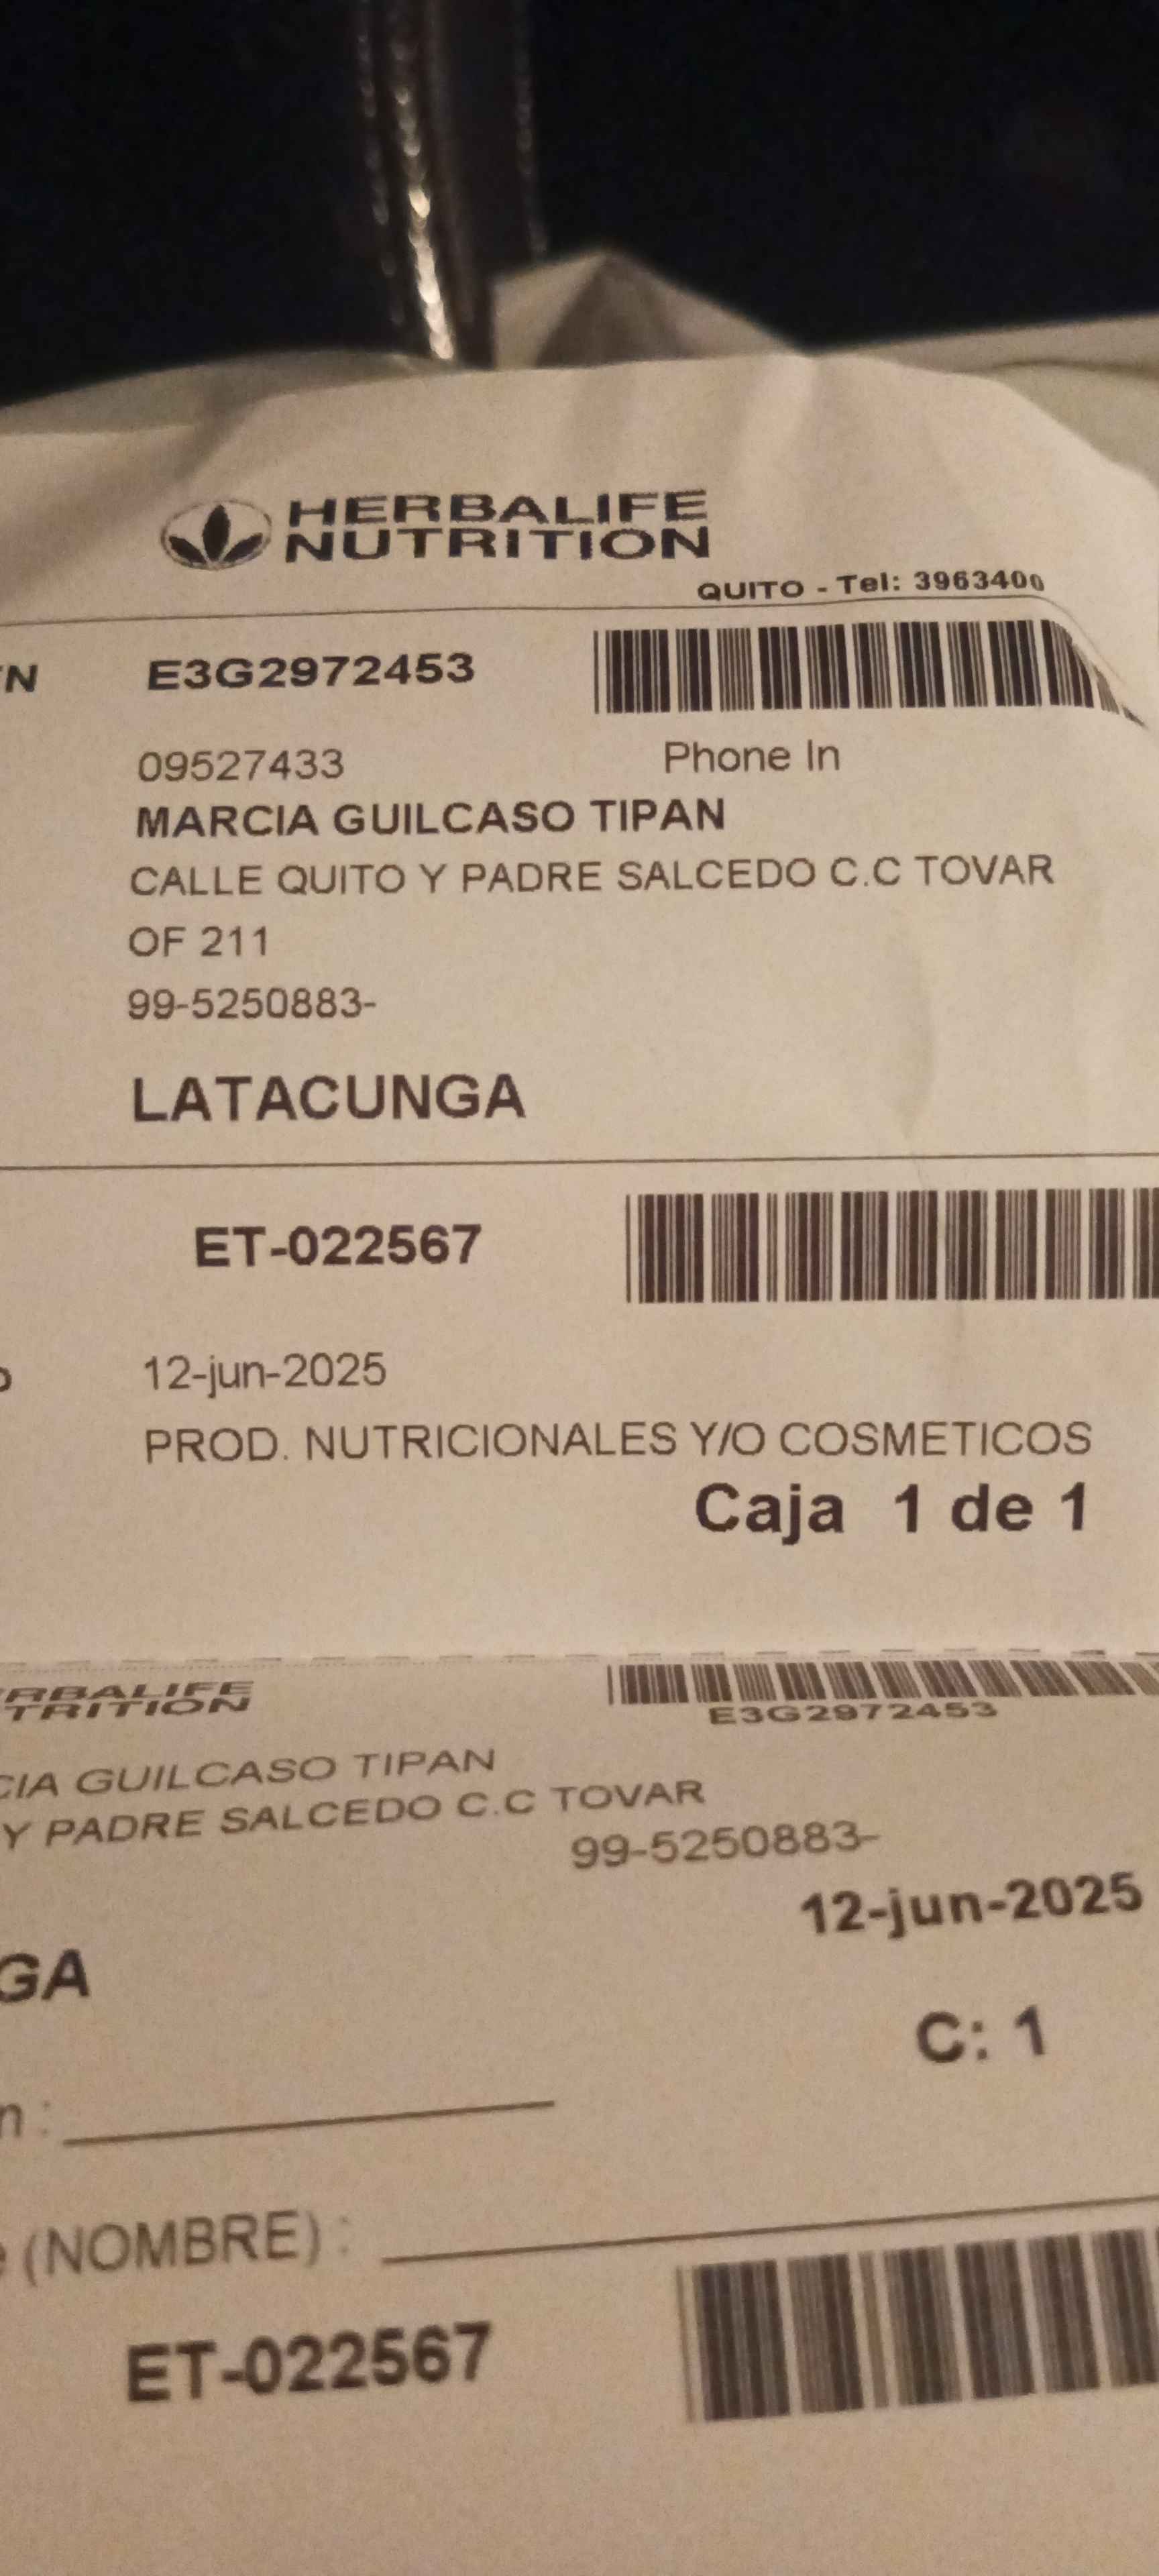 HERBALIFE
NUTRITION
QUITO - Tel: 3963400
E3G2972453
09527433 Phone In
MARCIA GUILCASO TIPAN
CALLE QUITO Y PADRE SALCEDO C.C TOVAR
OF 211
99-5250883-
LATACUNGA
ET-022567
12-jun-2025
PROD. NUTRICIONALES Y/O COSMETICOS
Caja 1 de 1
RBALIFE
TRITION
E3G2972453
CIA GUILCASO TIPAN
Y PADRE SALCEDO C.C TOVAR
99-5250883-
12-jun-2025
GA
C: 1
n :
(NOMBRE) :
ET-022567